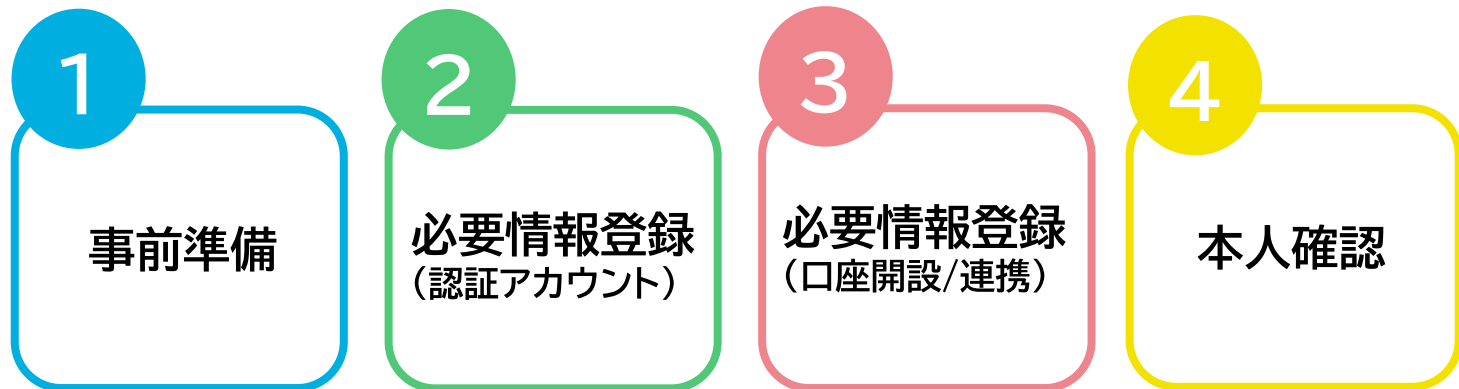 1
事前準備
2
必要情報登録
（認証アカウント）
3
必要情報登録
（口座開設/連携）
4
本人確認